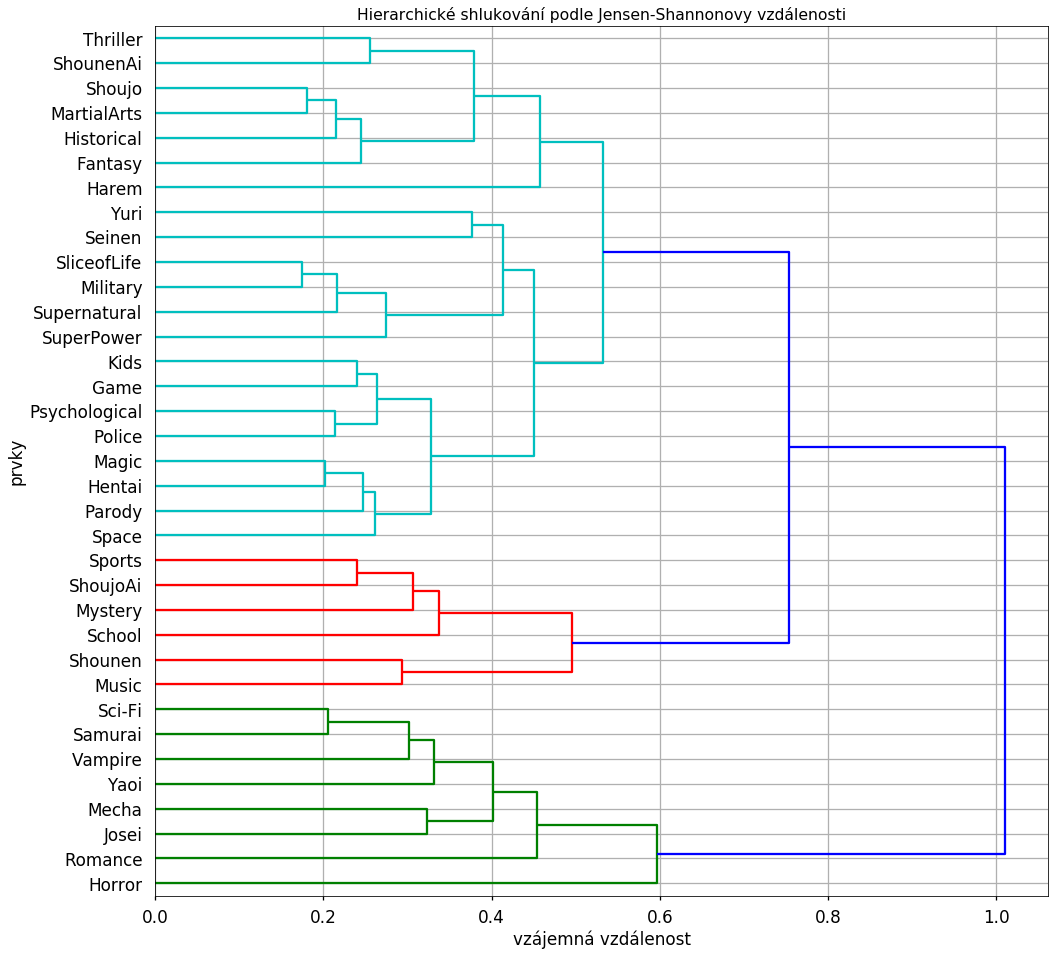 Hierarchické shlukování podle Jensen-Shannonovy vzdálenosti
Thriller
ShounenAi
Shoujo
MartialArts
Historical
Fantasy
Harem
Yuri
Seinen
SliceofLife
Military
Supernatural
SuperPower
Kids
Game
Psychological
Police
Magic
Hentai
Parody
Space
Sports
ShoujoAi
Mystery
School
Shounen
Music
Sci-Fi
Samurai
Vampire
Yaoi
Mecha
Josei
Romance
Horror
prvky
0.0 0.2 0.4 0.6 0.8 1.0
vzájemná vzdálenost